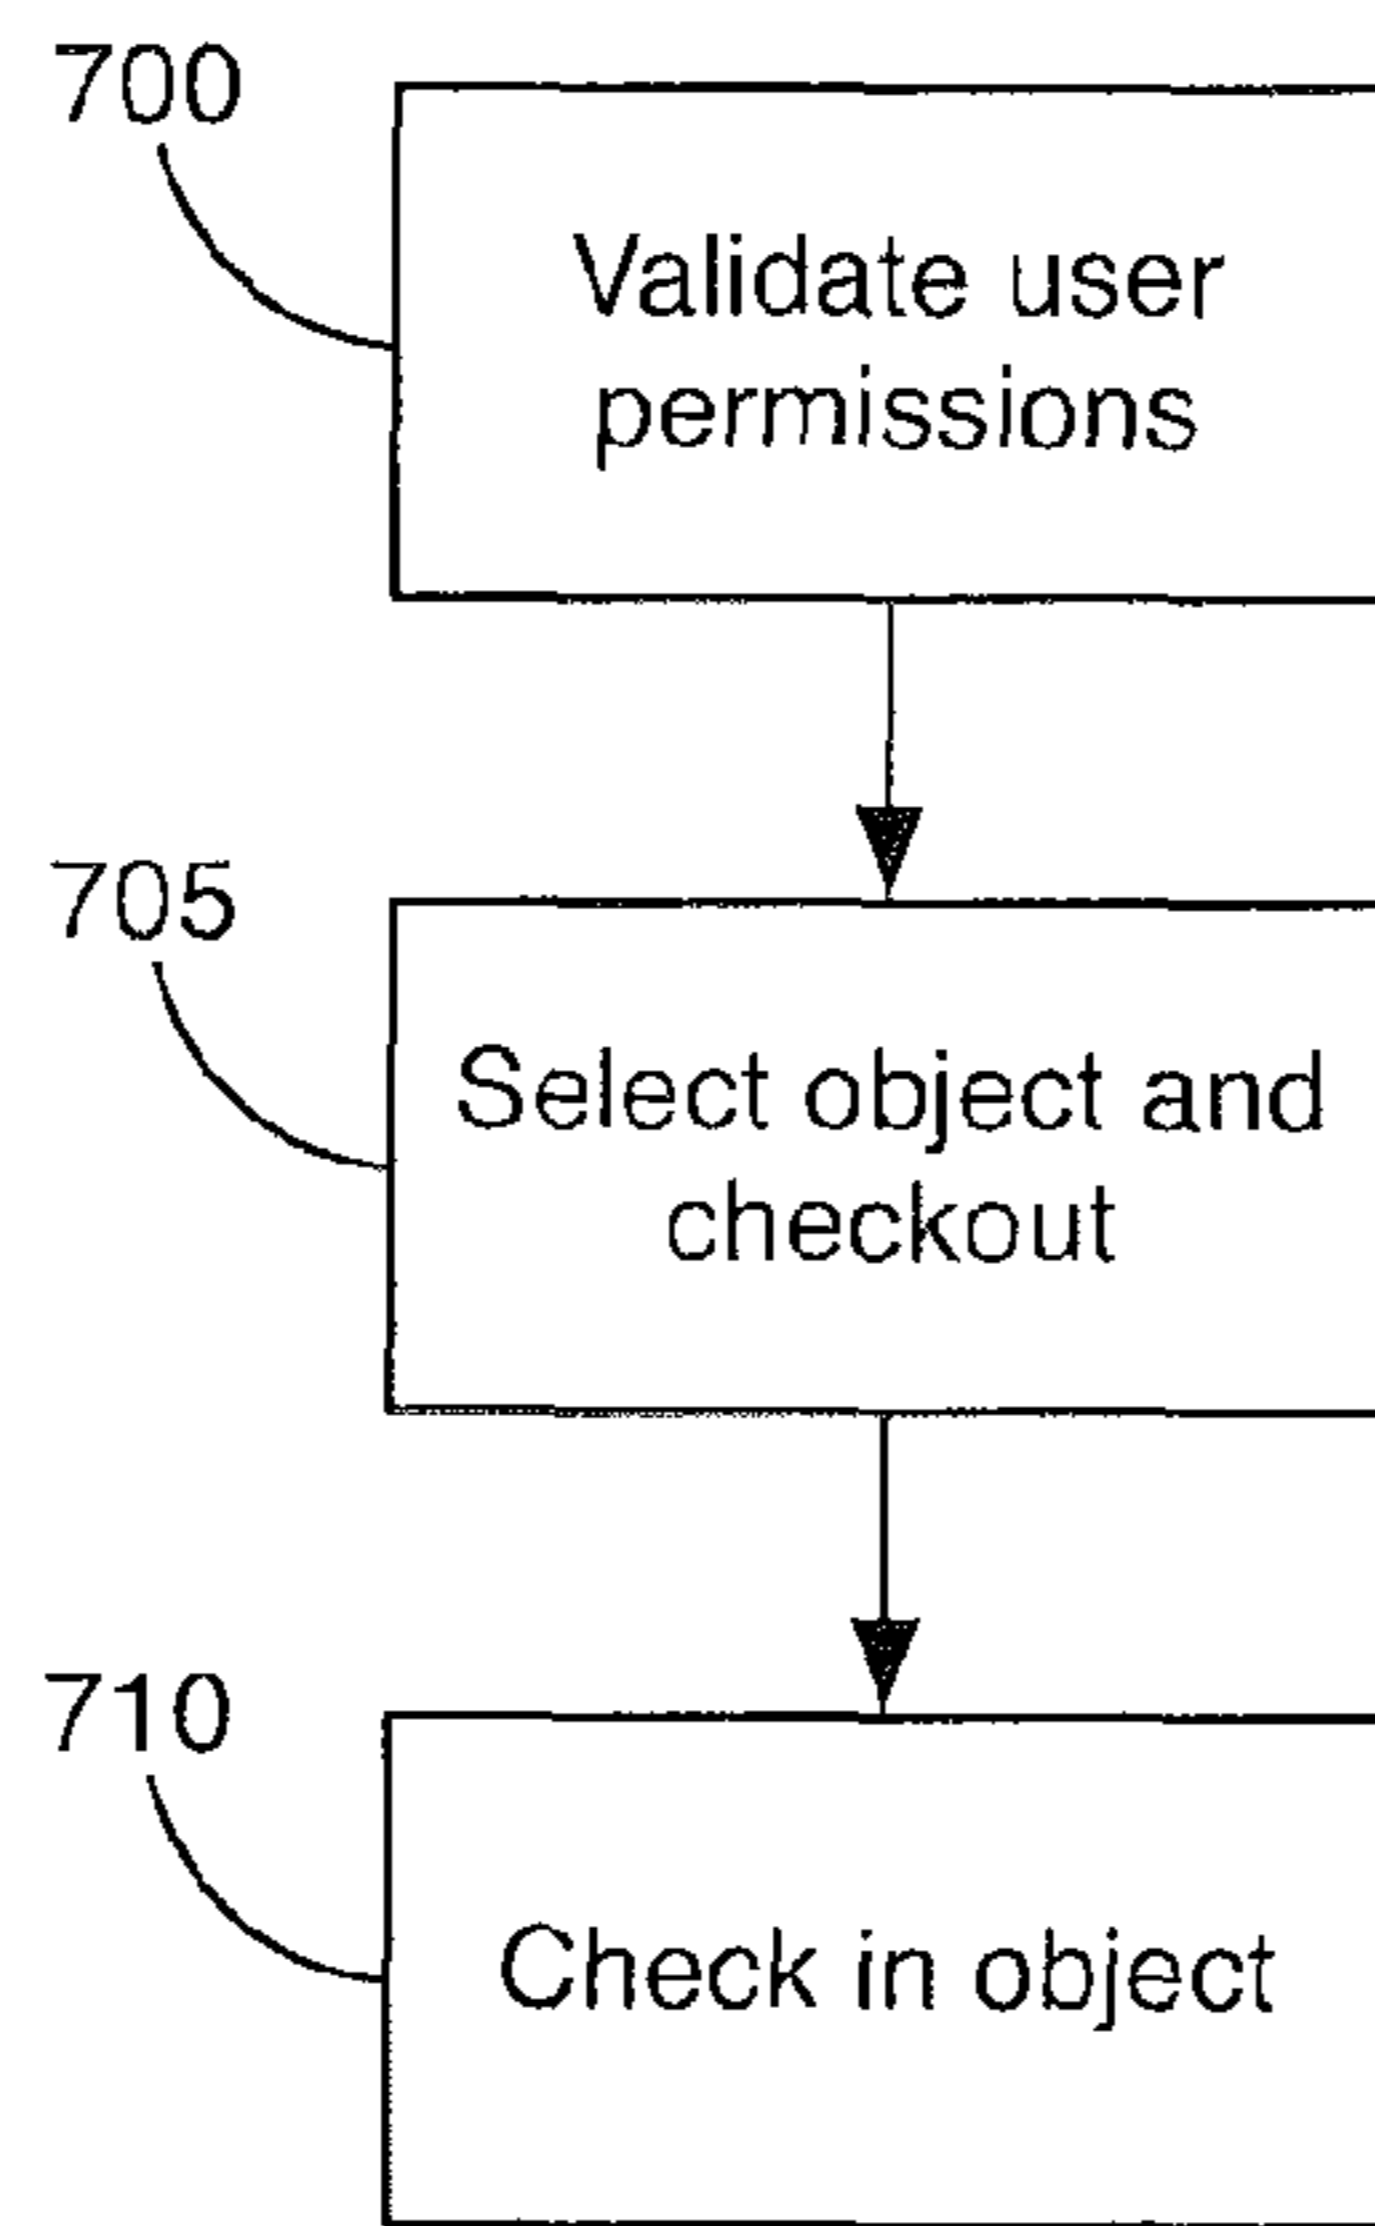 700
Validate user
permissions
705
Select object and
checkout
710
Check in object